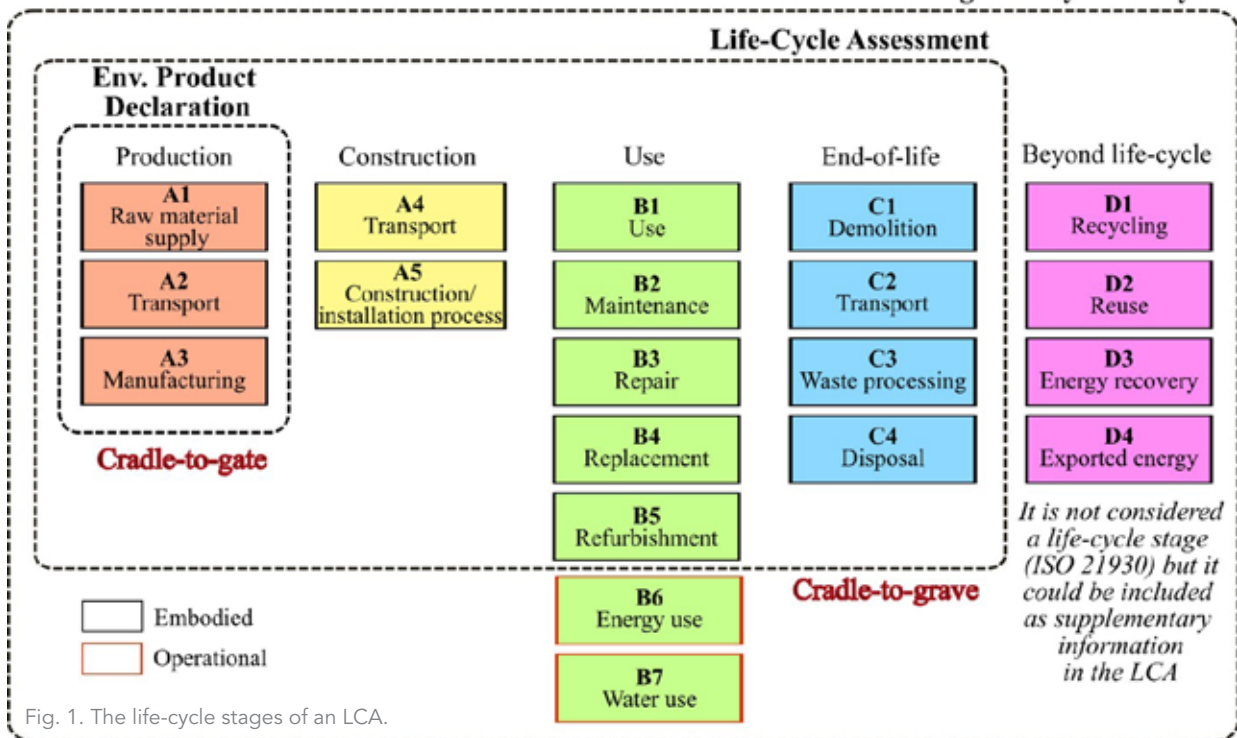 Life-Cycle Assessment
Env. Product
Declaration
Production
A1
Raw material
supply
A2
Transport
A3
Manufacturing
Cradle-to-gate
Construction
A4
Transport
A5
Construction/
installation process
Use
B1
Use
B2
Maintenance
B3
Repair
B4
Replacement
B5
Refurbishment
B6
Energy use
B7
Water use
End-of-life
C1
Demolition
C2
Transport
C3
Waste processing
C4
Disposal
Cradle-to-grave
Beyond life-cycle
D1
Recycling
D2
Reuse
D3
Energy recovery
D4
Exported energy
It is not considered
a life-cycle stage
(ISO 21930) but it
could be included
as supplementary
information
in the LCA
Embodied
Operational
Fig. 1. The life-cycle stages of an LCA.